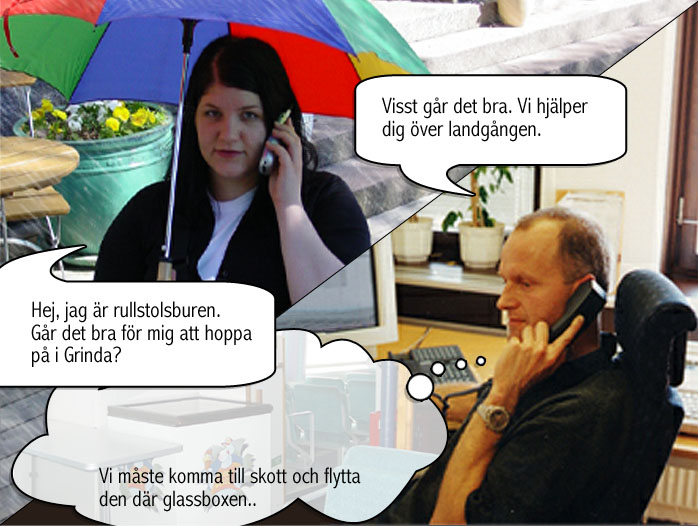 Hej, jag är rullstolsburen.
Går det bra för mig att hoppa
på i Grinda?
Visst går det bra. Vi hjälper
dig över landgången.
Vi måste komma till skott och flytta
den där glassboxen..